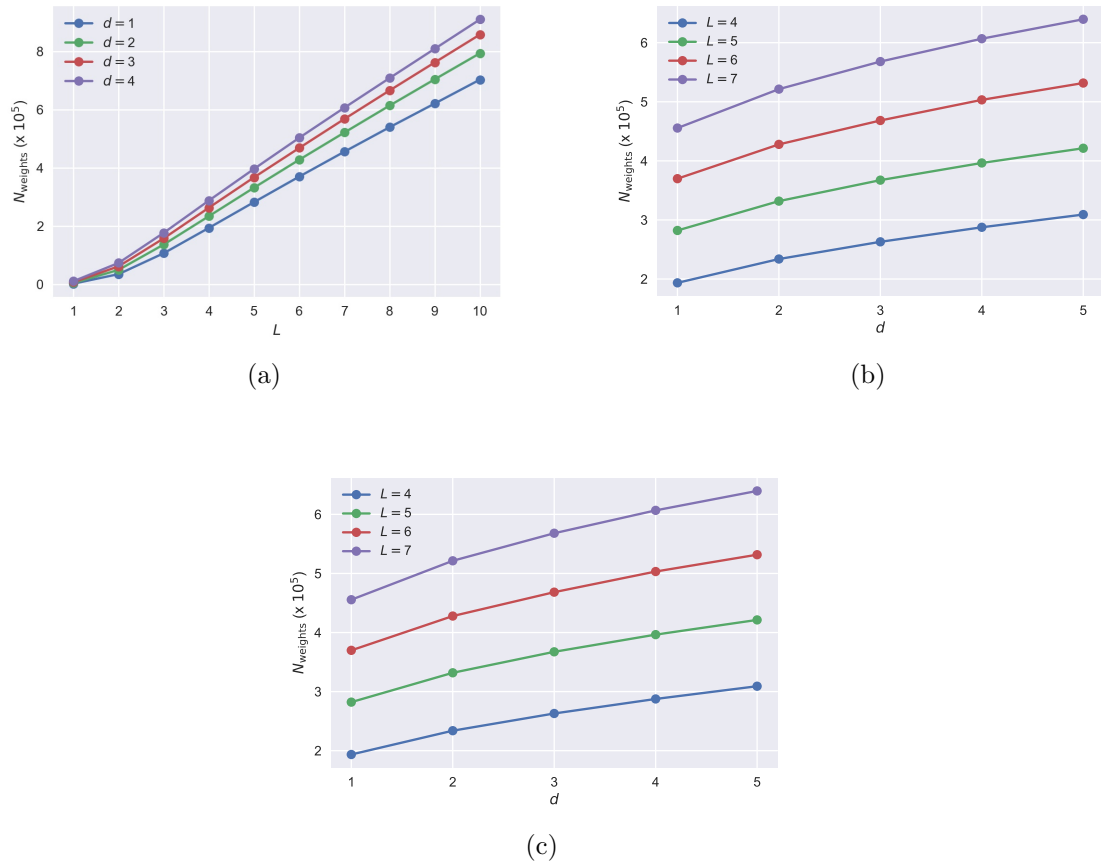 d = 1
d = 2
d = 3
d = 4
8
6
4
2
0
N_weights (x 10^5)
1 2 3 4 5 6 7 8 9 10
L
(a)
L = 4
L = 5
L = 6
L = 7
6
5
4
3
2
N_weights (x 10^5)
1 2 3 4 5
d
(b)
L = 4
L = 5
L = 6
L = 7
6
5
4
3
2
N_weights (x 10^5)
1 2 3 4 5
d
(c)